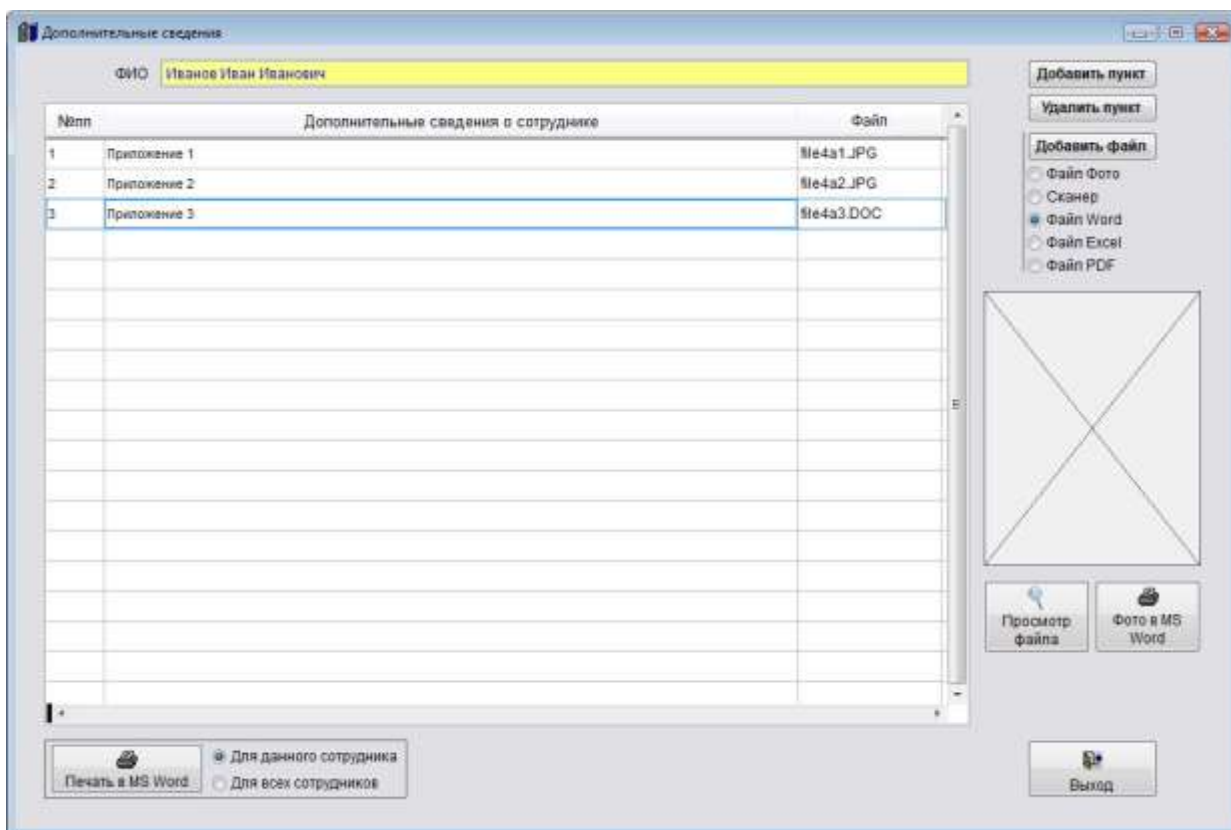 Дополнительные сведения
ФИО Иванов Иван Иванович
Добавить пункт
Удалить пункт
№пп Дополнительные сведения о сотруднике Файл
1 Приложение 1 file4a1.JPG
2 Приложение 2 file4a2.JPG
3 Приложение 3 file4a3.DOC
Добавить файл
Файл Фото
Сканер
Файл Word
Файл Excel
Файл PDF
Просмотр
файла
Фото в MS
Word
Печать в MS Word
Для данного сотрудника
Для всех сотрудников
Выход